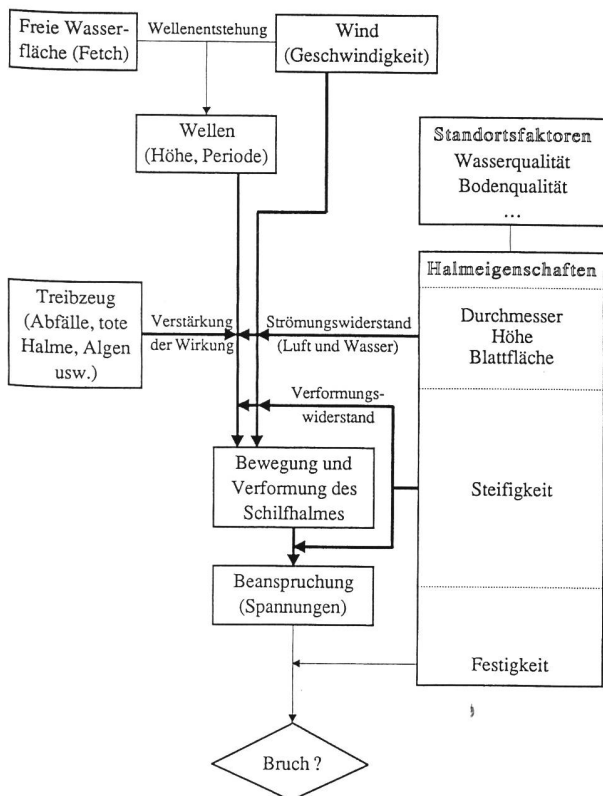 Freie Wasser-
fläche (Fetch)
Wellenentstehung
Wind
(Geschwindigkeit)
Wellen
(Höhe, Periode)
Standortsfaktoren
Wasserqualität
Bodenqualität
...
Halmeigenschaften
Durchmesser
Höhe
Blattfläche
Treibzeug
(Abfälle, tote
Halme, Algen
usw.)
Verstärkung
der Wirkung
Strömungswiderstand
(Luft und Wasser)
Verformungs-
widerstand
Bewegung und
Verformung des
Schilfhalmes
Steifigkeit
Beanspruchung
(Spannungen)
Festigkeit
Bruch ?